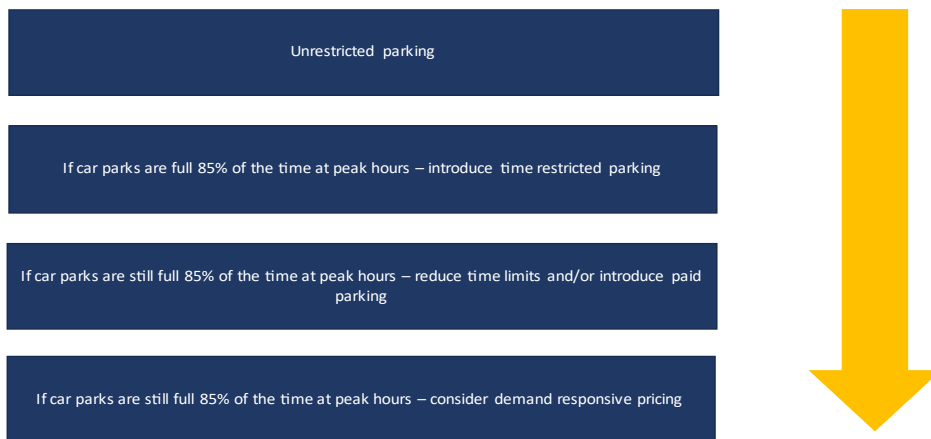 Unrestricted parking
If car parks are full 85% of the time at peak hours – introduce time restricted parking
If car parks are still full 85% of the time at peak hours – reduce time limits and/or introduce paid
parking
If car parks are still full 85% of the time at peak hours – consider demand responsive pricing